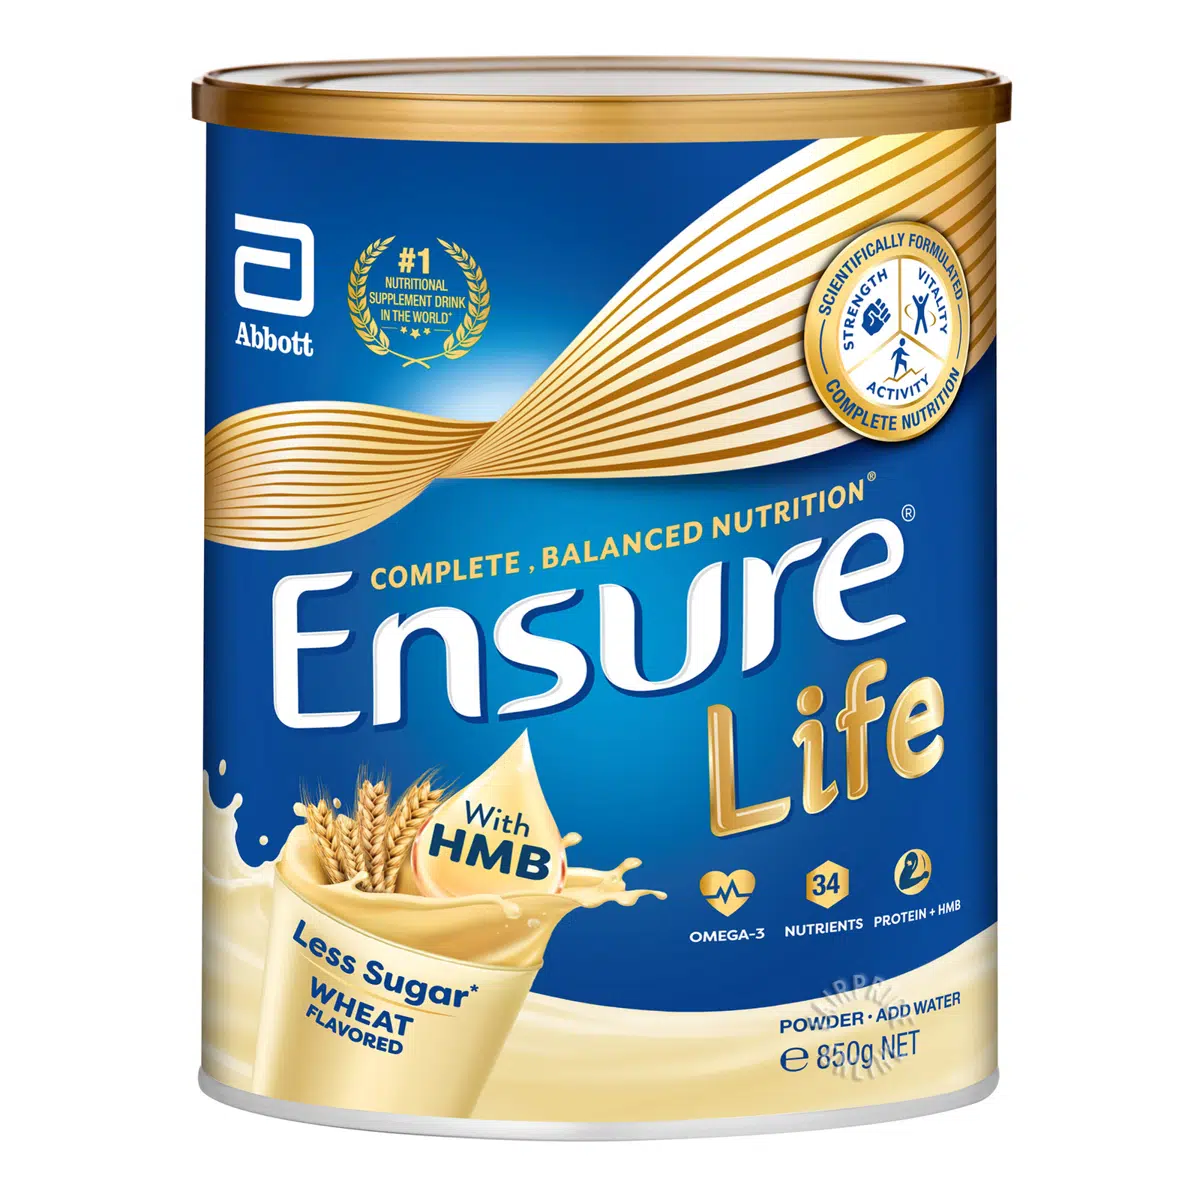 Abbott
#1
NUTRITIONAL
SUPPLEMENT DRINK
IN THE WORLD*
SCIENTIFICALLY FORMULATED
STRENGTH
VITALITY
ACTIVITY
COMPLETE NUTRITION
COMPLETE, BALANCED NUTRITION®
Ensure®
Life
With
HMB
OMEGA-3
34
NUTRIENTS
PROTEIN + HMB
Less Sugar*
WHEAT
FLAVORED
POWDER • ADD WATER
℮ 850g NET